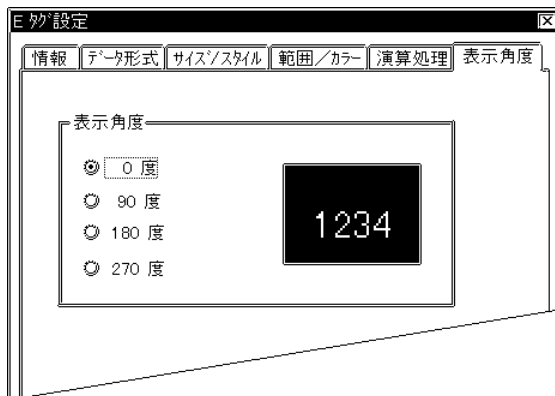 E ﾀｸﾞ設定
情報 ﾃﾞｰﾀ形式 ｻｲｽﾞ/ｽﾀｲﾙ 範囲／ｶﾗｰ 演算処理 表示角度
表示角度
0 度
90 度
180 度
270 度
1234